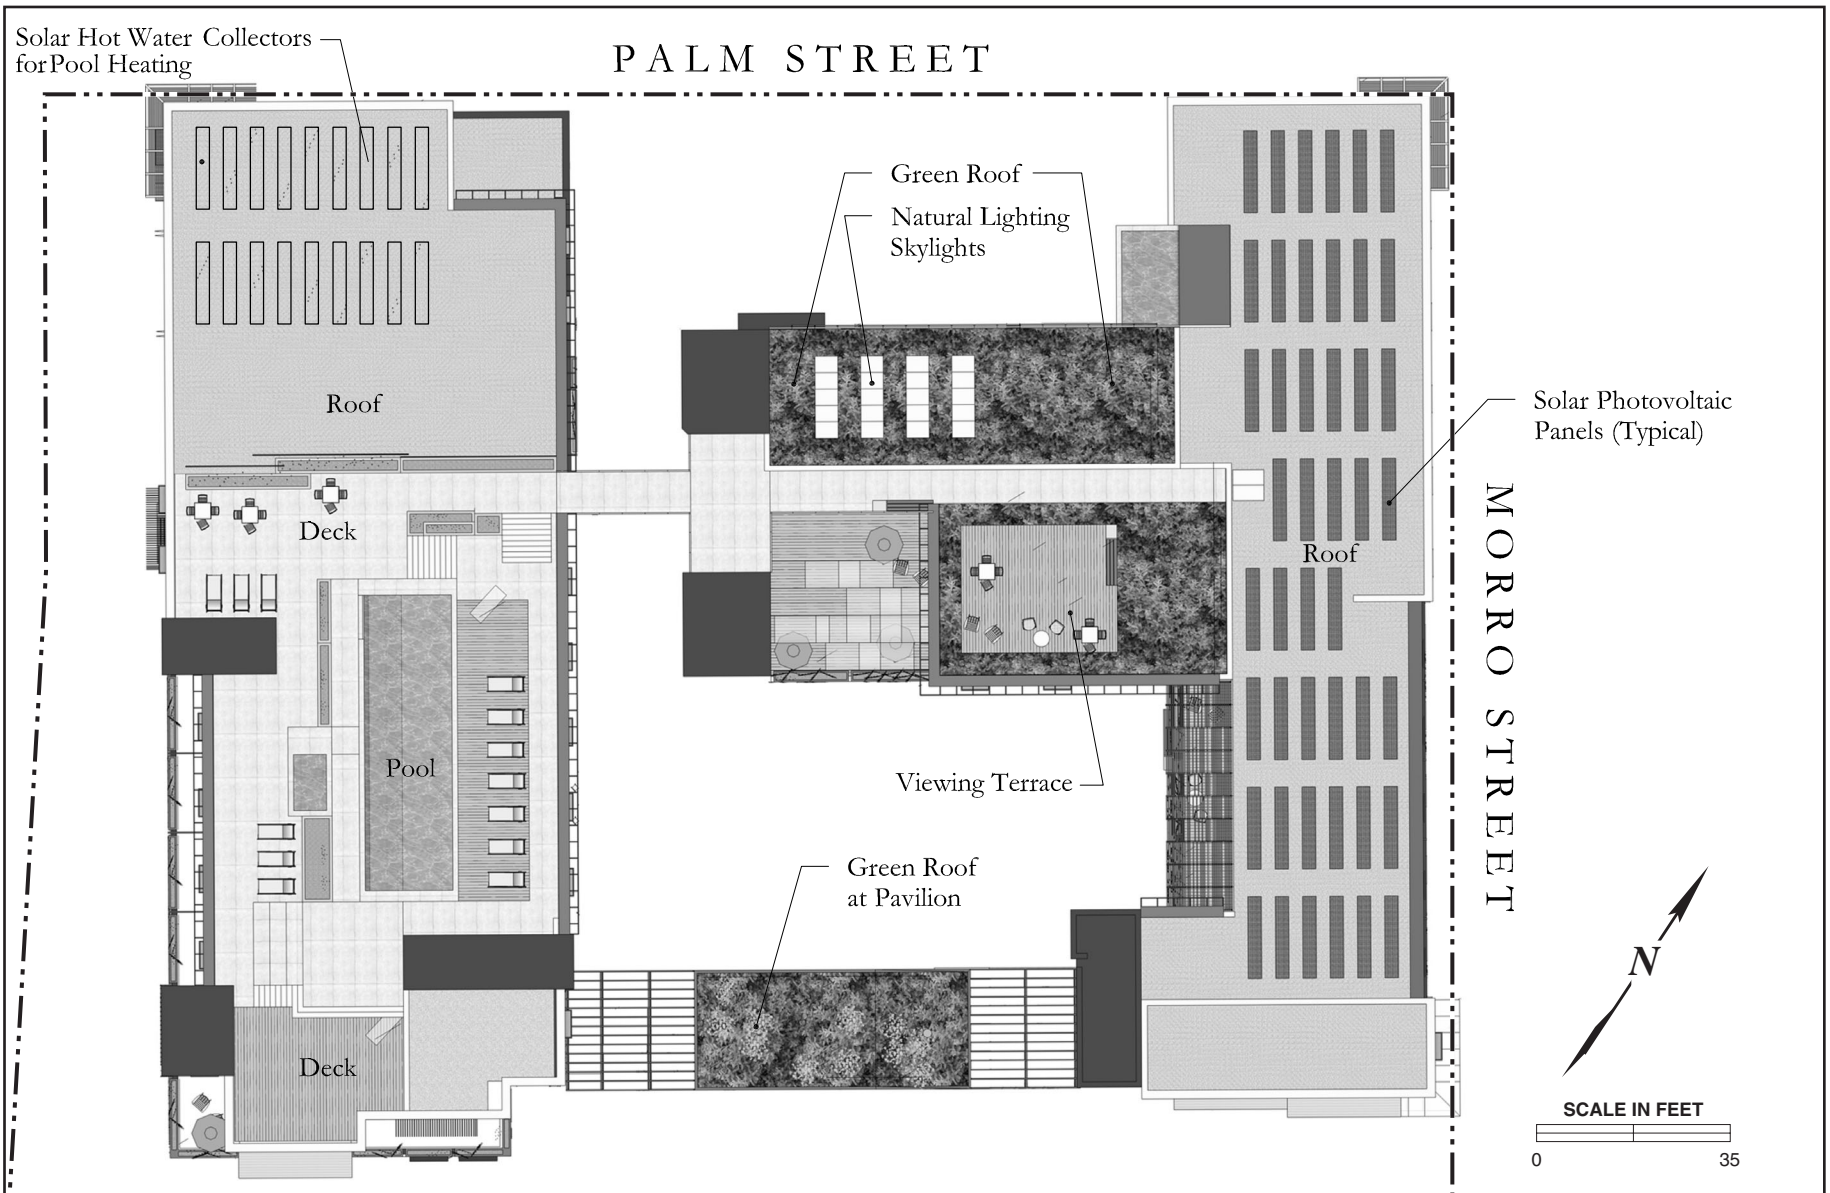 Solar Hot Water Collectors
for Pool Heating
PALM STREET
Green Roof
Natural Lighting
Skylights
Roof
Solar Photovoltaic
Panels (Typical)
Deck
Roof
MORRO STREET
Pool
Viewing Terrace
Green Roof
at Pavilion
N
Deck
SCALE IN FEET
0 35